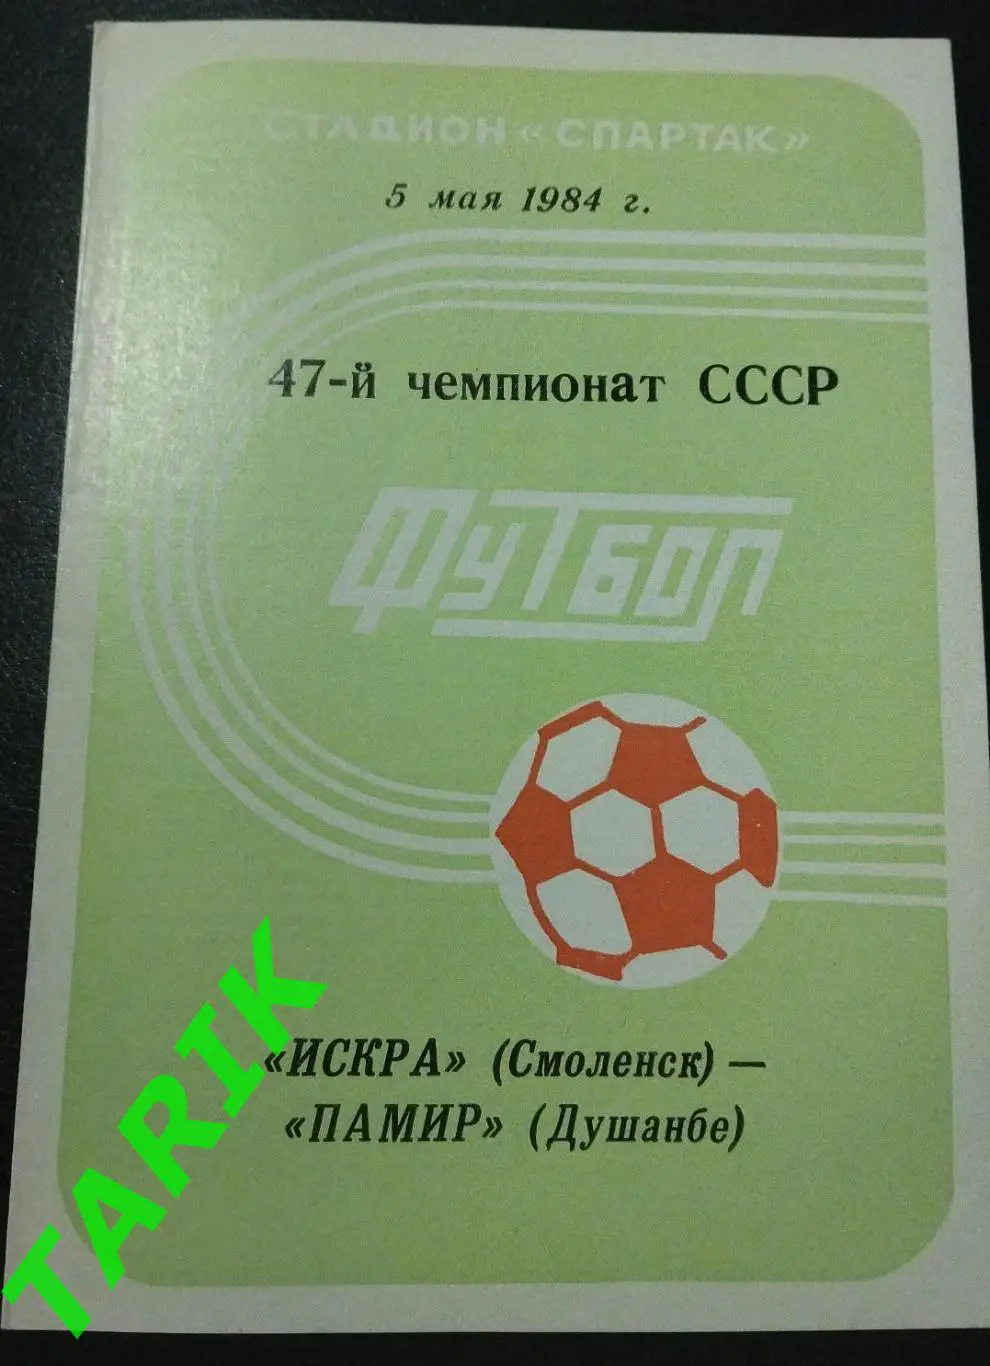 СТАДИОН «СПАРТАК»
5 мая 1984 г.
47-й чемпионат СССР
ФУТБОЛ
«ИСКРА» (Смоленск) —
«ПАМИР» (Душанбе)
TARIK